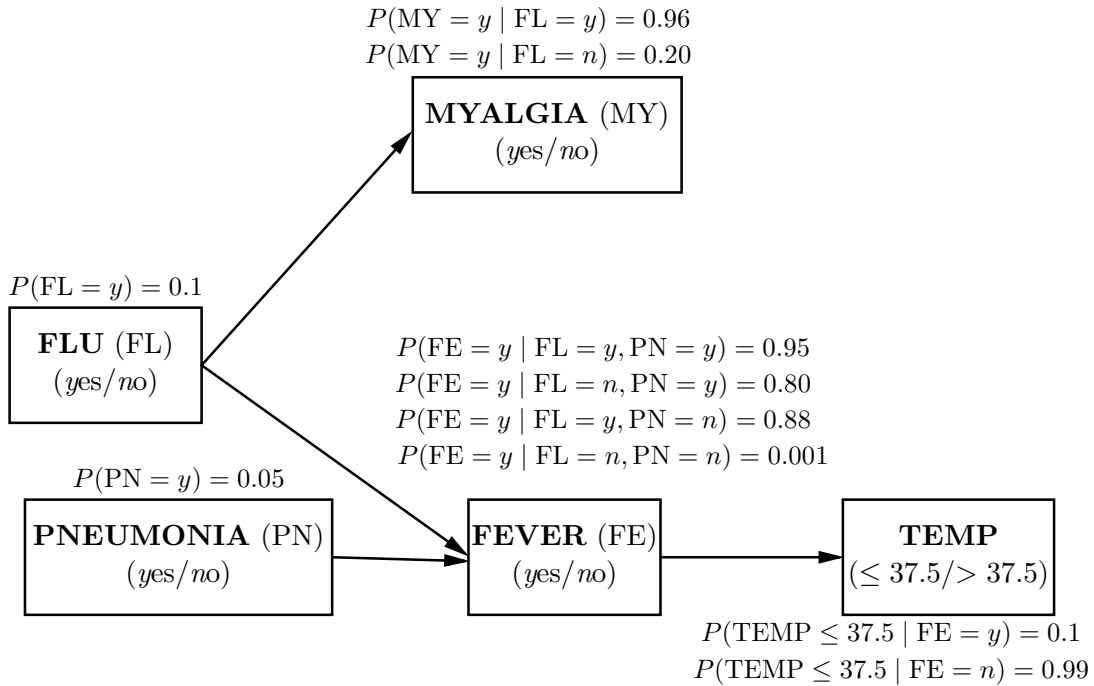 P(MY = y | FL = y) = 0.96
P(MY = y | FL = n) = 0.20
MYALGIA (MY)
(yes/no)
P(FL = y) = 0.1
FLU (FL)
(yes/no)
P(FE = y | FL = y, PN = y) = 0.95
P(FE = y | FL = n, PN = y) = 0.80
P(FE = y | FL = y, PN = n) = 0.88
P(FE = y | FL = n, PN = n) = 0.001
P(PN = y) = 0.05
PNEUMONIA (PN)
(yes/no)
FEVER (FE)
(yes/no)
TEMP
(≤ 37.5/> 37.5)
P(TEMP ≤ 37.5 | FE = y) = 0.1
P(TEMP ≤ 37.5 | FE = n) = 0.99